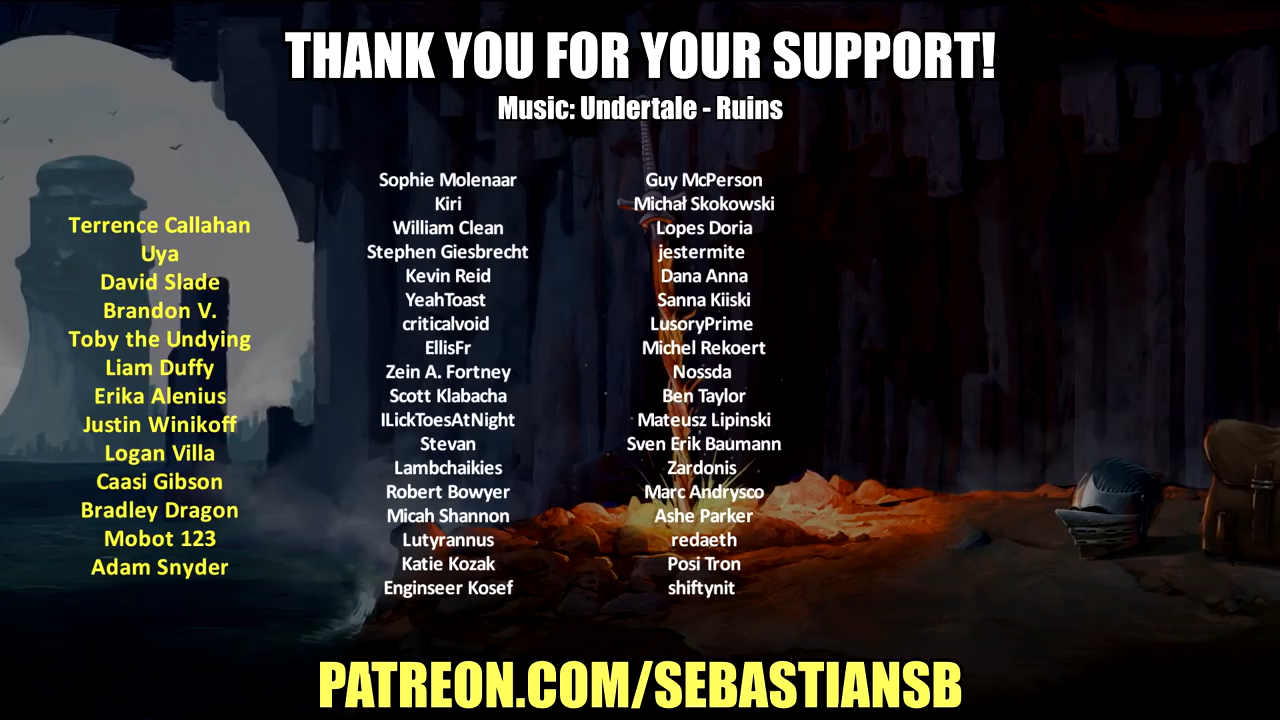 THANK YOU FOR YOUR SUPPORT!
Music: Undertale - Ruins
Terrence Callahan
Uya
David Slade
Brandon V.
Toby the Undying
Liam Duffy
Erika Alenius
Justin Winikoff
Logan Villa
Caasi Gibson
Bradley Dragon
Mobot 123
Adam Snyder
Sophie Molenaar
Kiri
William Clean
Stephen Giesbrecht
Kevin Reid
YeahToast
criticalvoid
EllisFr
Zein A. Fortney
Scott Klabacha
ILickToesAtNight
Stevan
Lambchaikies
Robert Bowyer
Micah Shannon
Lutyrannus
Katie Kozak
Enginseer Kosef
Guy McPerson
Michał Skokowski
Lopes Doria
jestermite
Dana Anna
Sanna Kiiski
LusoryPrime
Michel Rekoert
Nossda
Ben Taylor
Mateusz Lipinski
Sven Erik Baumann
Zardonis
Marc Andrysco
Ashe Parker
redaeth
Posi Tron
shiftynit
PATREON.COM/SEBASTIANSB